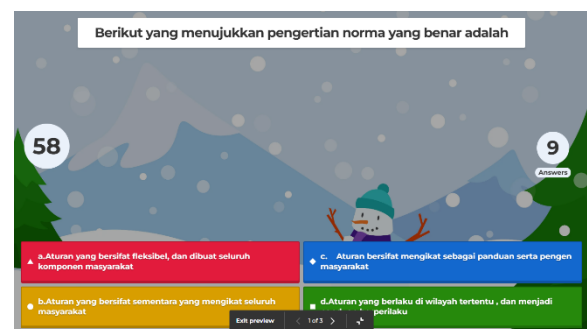 Berikut yang menujukkan pengertian norma yang benar adalah
58
9
Answers
a.Aturan yang bersifat fleksibel, dan dibuat seluruh
komponen masyarakat
c. Aturan bersifat mengikat sebagai panduan serta pengen
masyarakat
b.Aturan yang bersifat sementara yang mengikat seluruh
masyarakat
d.Aturan yang berlaku di wilayah tertentu , dan menjadi
perilaku
Exit preview
1 of 3